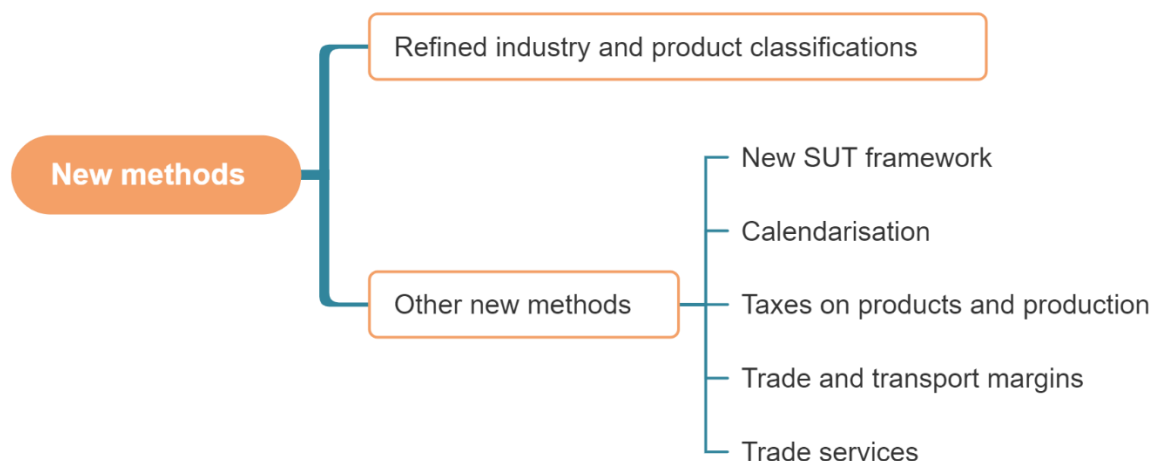 New methods
Refined industry and product classifications
Other new methods
New SUT framework
Calendarisation
Taxes on products and production
Trade and transport margins
Trade services